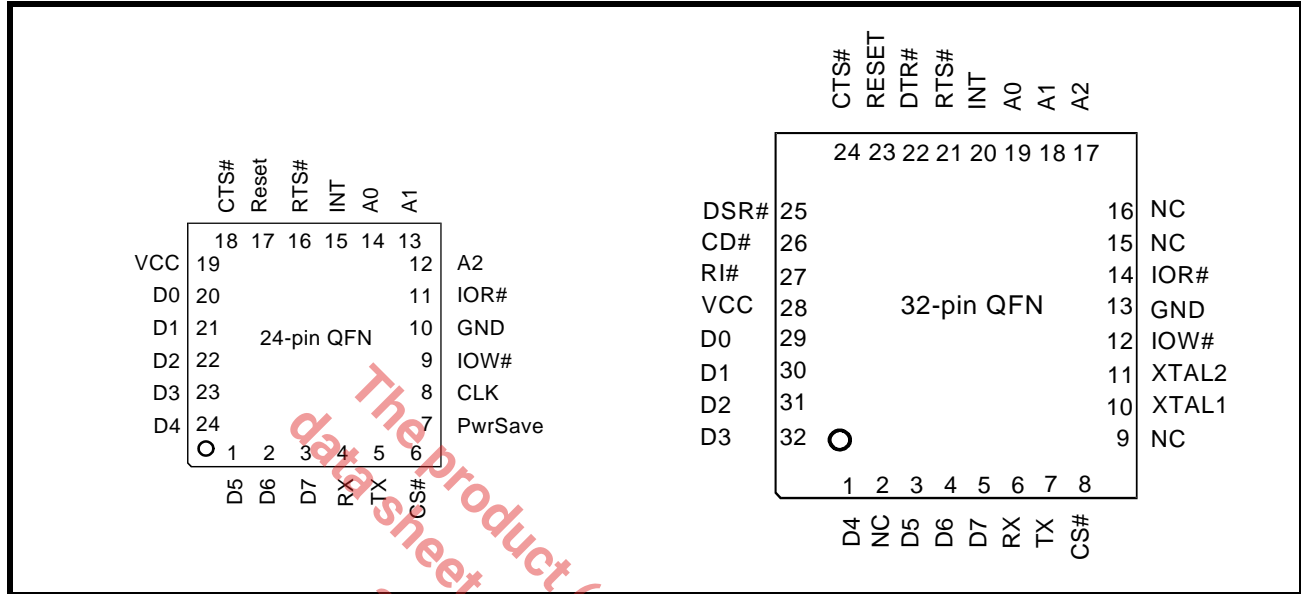 CTS# Reset RTS# INT A0 A1
18 17 16 15 14 13
VCC 19
D0 20
D1 21
D2 22
D3 23
D4 24
24-pin QFN
12 A2
11 IOR#
10 GND
9 IOW#
8 CLK
7 PwrSave
1 2 3 4 5 6
D5 D6 D7 RX TX CS#
CTS# RESET DTR# RTS# INT A0 A1 A2
24 23 22 21 20 19 18 17
DSR# 25
CD# 26
RI# 27
VCC 28
D0 29
D1 30
D2 31
D3 32
32-pin QFN
16 NC
15 NC
14 IOR#
13 GND
12 IOW#
11 XTAL2
10 XTAL1
9 NC
1 2 3 4 5 6 7 8
D4 NC D5 D6 D7 RX TX CS#
The product
data sheet